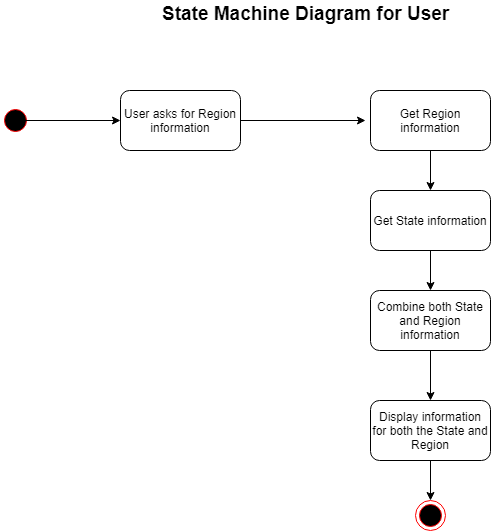 State Machine Diagram for User
User asks for Region
information
Get Region
information
Get State information
Combine both State
and Region
information
Display information
for both the State and
Region